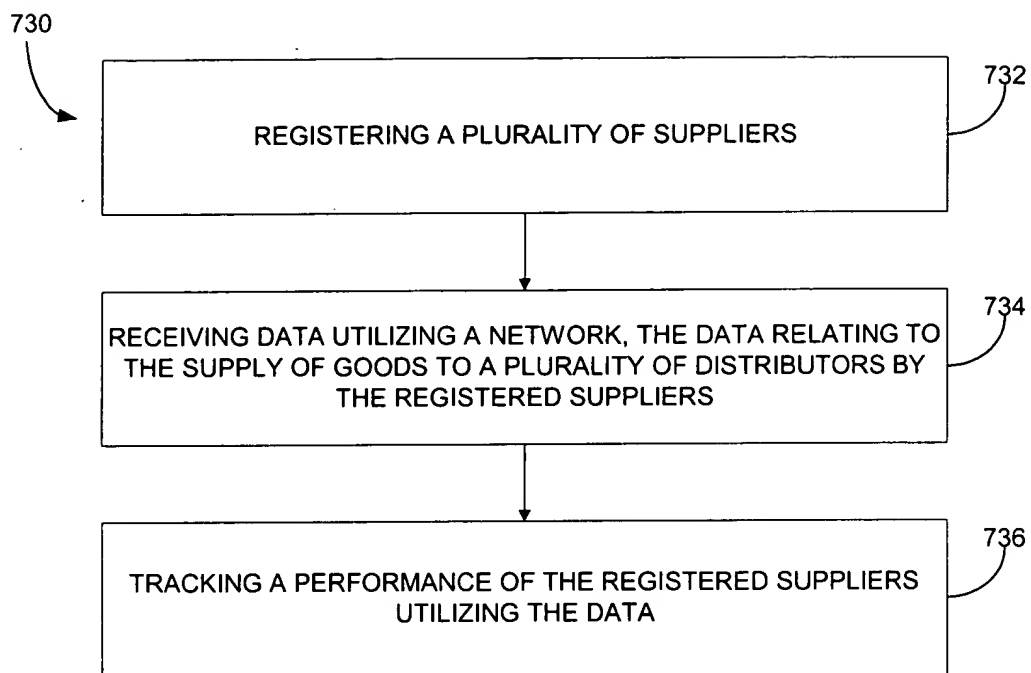 730
732
REGISTERING A PLURALITY OF SUPPLIERS
734
RECEIVING DATA UTILIZING A NETWORK, THE DATA RELATING TO
THE SUPPLY OF GOODS TO A PLURALITY OF DISTRIBUTORS BY
THE REGISTERED SUPPLIERS
736
TRACKING A PERFORMANCE OF THE REGISTERED SUPPLIERS
UTILIZING THE DATA